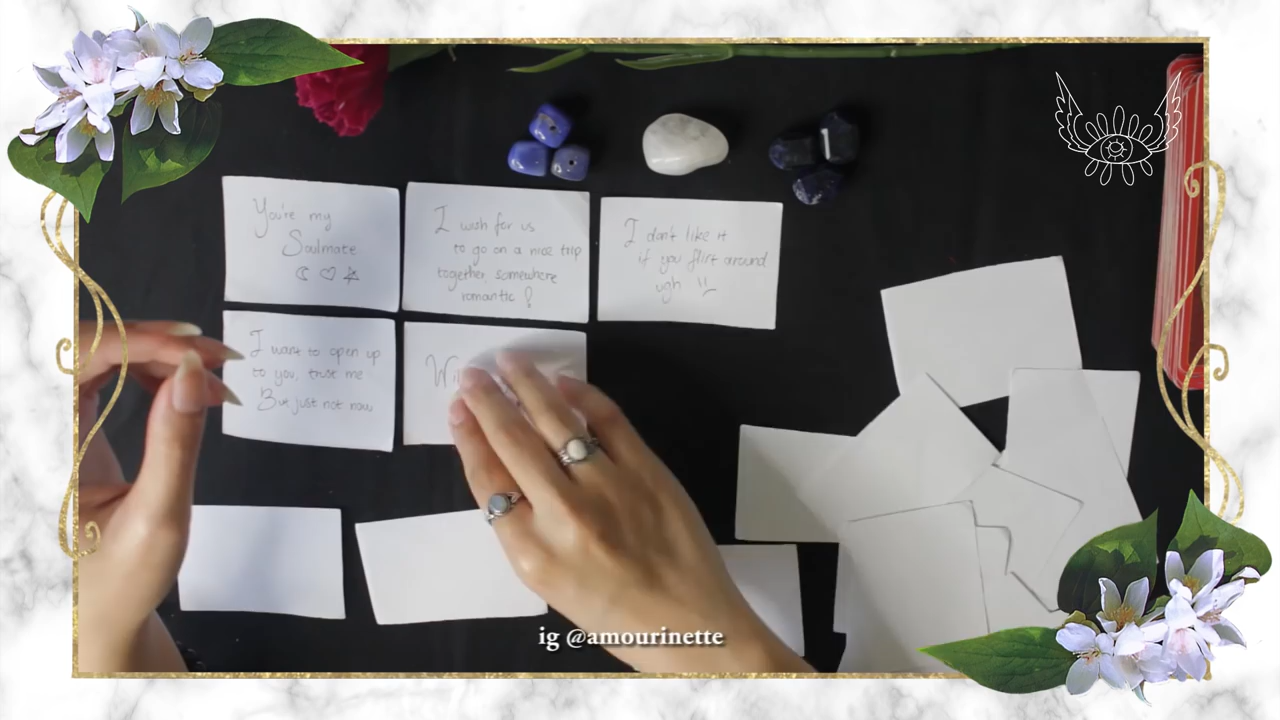 You're my
Soulmate
I wish for us
to go on a nice trip
together, somewhere
romantic !
I don't like it
if you flirt around
ugh
I want to open up
to you, trust me
But just not now
ig @amourinette